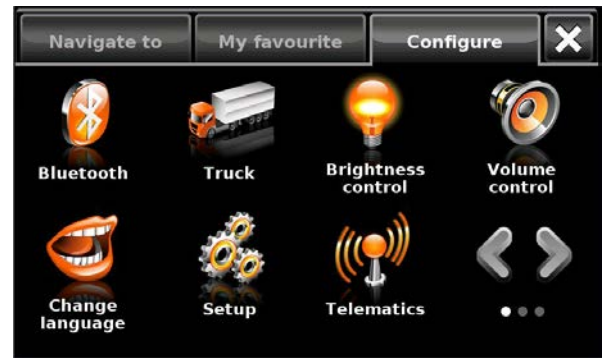 Navigate to
My favourite
Configure
Bluetooth
Truck
Brightness
control
Volume
control
Change
language
Setup
Telematics